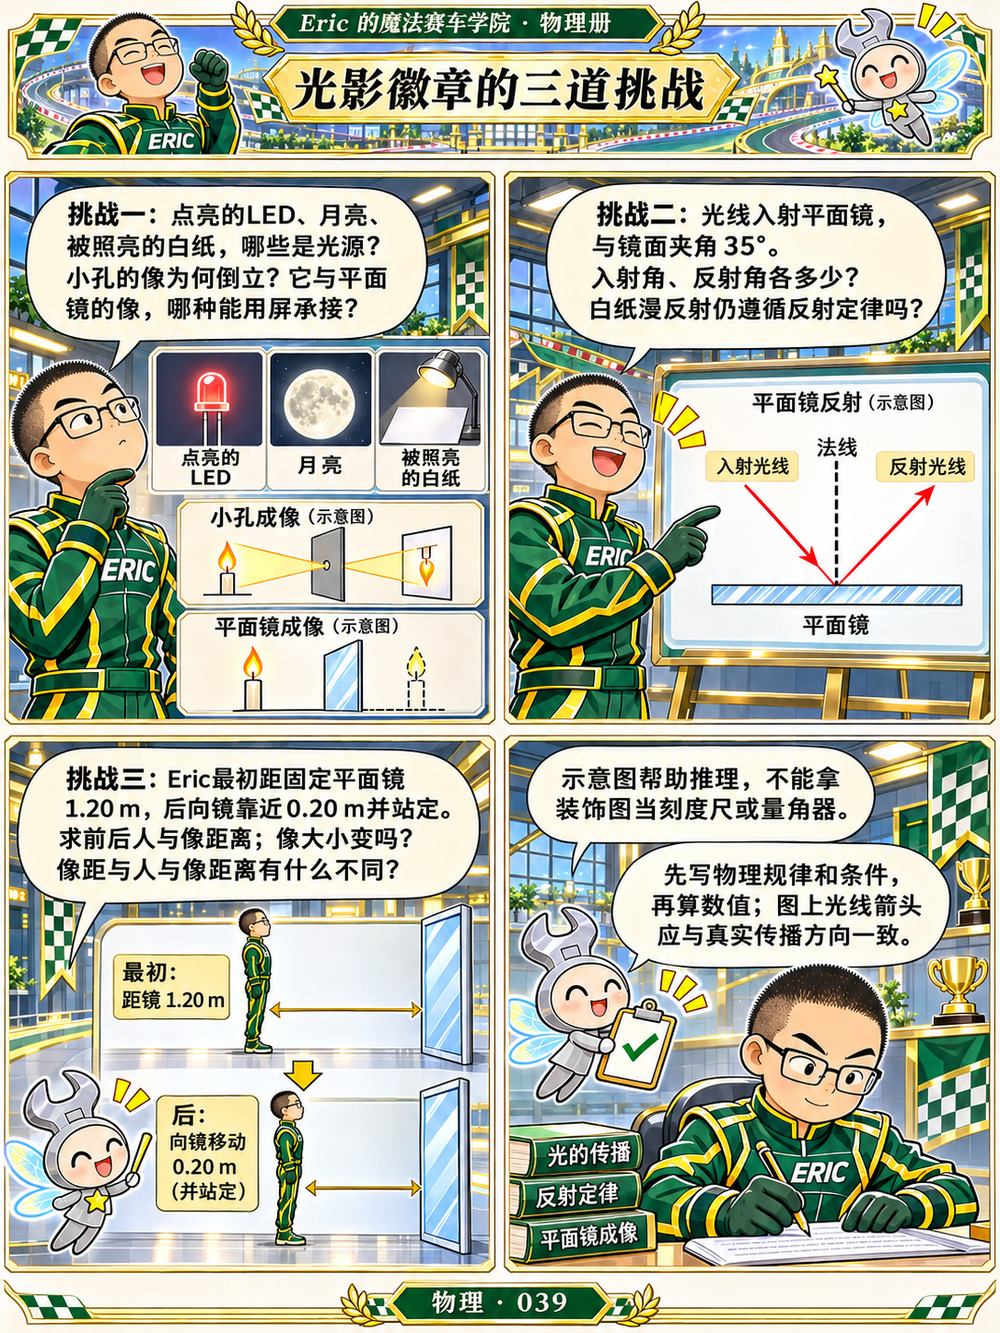 Eric 的魔法赛车学院 · 物理册
光影徽章的三道挑战
ERIC
挑战一：点亮的LED、月亮、
被照亮的白纸，哪些是光源？
小孔的像为何倒立？它与平面
镜的像，哪种能用屏承接？
点亮的
LED
月亮
被照亮
的白纸
小孔成像（示意图）
平面镜成像（示意图）
ERIC
挑战二：光线入射平面镜，
与镜面夹角 35°。
入射角、反射角各多少？
白纸漫反射仍遵循反射定律吗？
平面镜反射（示意图）
法线
入射光线
反射光线
平面镜
ERIC
挑战三：Eric最初距固定平面镜
1.20 m，后向镜靠近 0.20 m并站定。
求前后人与像距离；像大小变吗？
像距与人与像距离有什么不同？
最初：
距镜 1.20 m
后：
向镜移动
0.20 m
（并站定）
示意图帮助推理，不能拿
装饰图当刻度尺或量角器。
先写物理规律和条件，
再算数值；图上光线箭头
应与真实传播方向一致。
光的传播
反射定律
平面镜成像
ERIC
物理 · 039